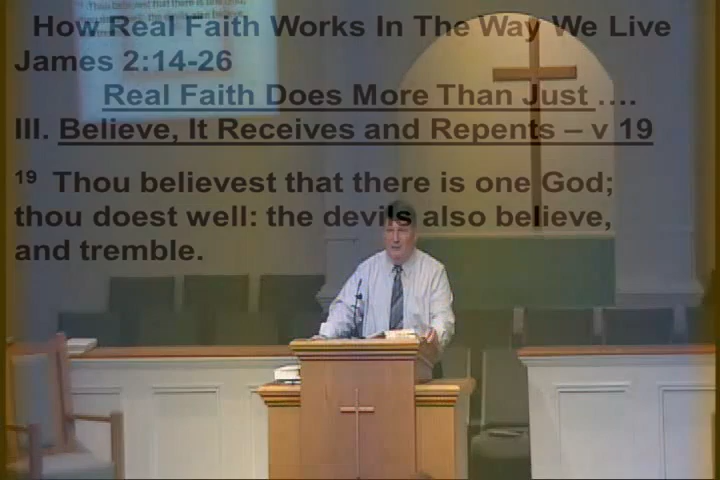 How Real Faith Works In The Way We Live
James 2:14-26
Real Faith Does More Than Just ....
III. Believe, It Receives and Repents – v 19
19 Thou believest that there is one God;
thou doest well: the devils also believe,
and tremble.